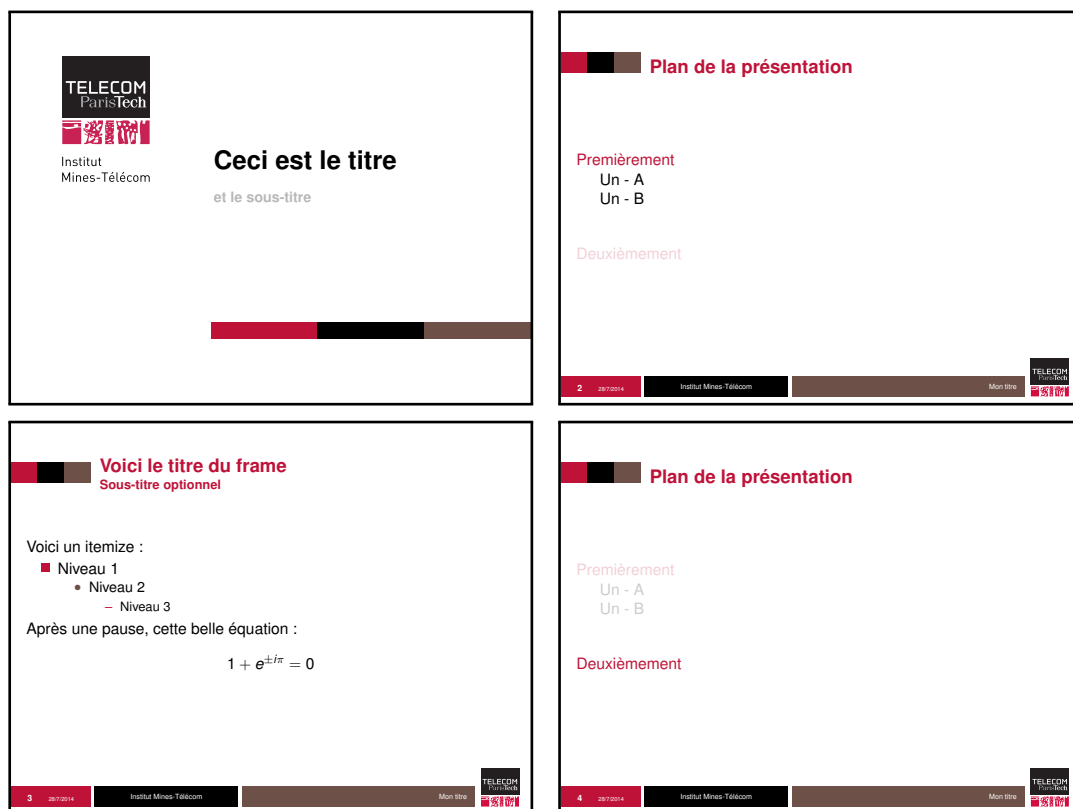 TELECOM
ParisTech
Institut
Mines-Télécom
Ceci est le titre
et le sous-titre
Plan de la présentation
Premièrement
Un - A
Un - B
Deuxièmement
2 28/7/2014 Institut Mines-Télécom Mon titre
TELECOM
ParisTech
Voici le titre du frame
Sous-titre optionnel
Voici un itemize :
Niveau 1
Niveau 2
– Niveau 3
Après une pause, cette belle équation :
1 + e^{±iπ} = 0
3 28/7/2014 Institut Mines-Télécom Mon titre
TELECOM
ParisTech
Plan de la présentation
Premièrement
Un - A
Un - B
Deuxièmement
4 28/7/2014 Institut Mines-Télécom Mon titre
TELECOM
ParisTech